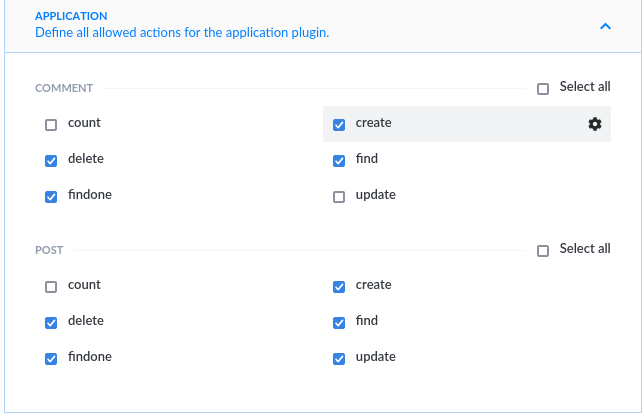 APPLICATION
Define all allowed actions for the application plugin.
COMMENT Select all
count create
delete find
findone update
POST Select all
count create
delete find
findone update